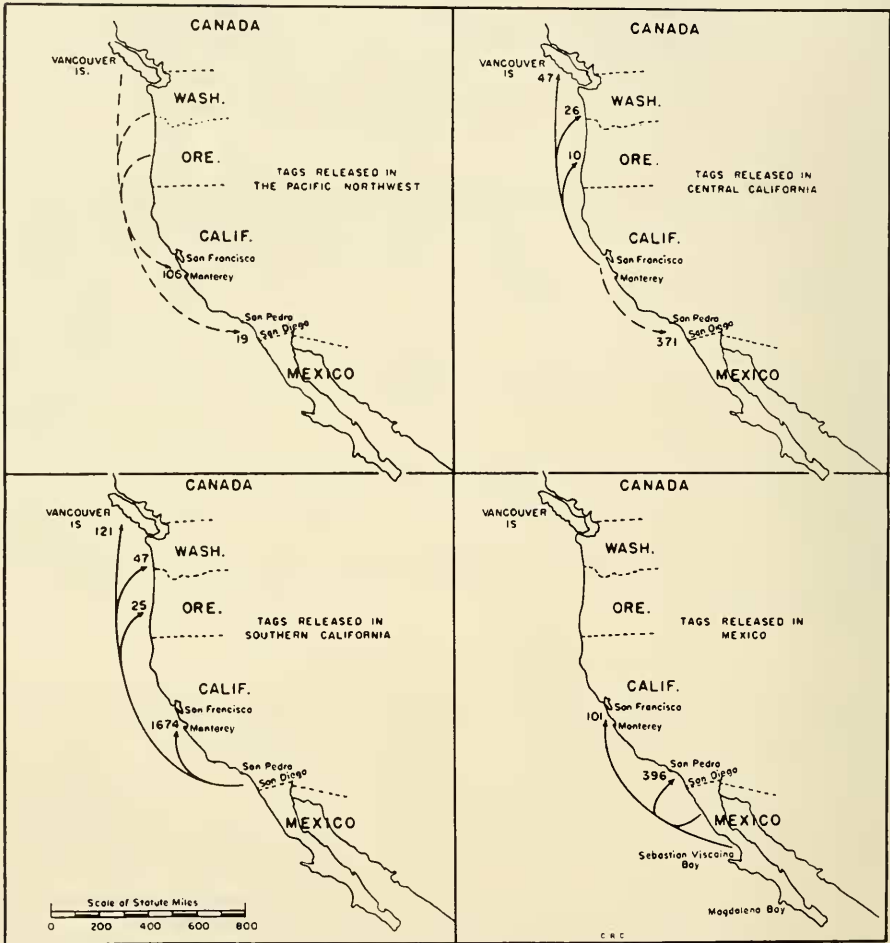 CANADA
VANCOUVER
IS.
WASH.
ORE.
TAGS RELEASED IN
THE PACIFIC NORTHWEST
CALIF.
San Francisco
106
Monterey
San Pedro
San Diego
19
MEXICO
CANADA
VANCOUVER
IS
47
WASH.
26
10
ORE.
TAGS RELEASED IN
CENTRAL CALIFORNIA
CALIF.
San Francisco
Monterey
San Pedro
San Diego
371
MEXICO
CANADA
VANCOUVER
IS
121
WASH.
47
25
ORE.
TAGS RELEASED IN
SOUTHERN CALIFORNIA
CALIF.
San Francisco
1674
Monterey
San Pedro
San Diego
MEXICO
Scale of Statute Miles
0 200 400 600 800
CANADA
VANCOUVER
IS
WASH.
ORE.
TAGS RELEASED IN
MEXICO
CALIF.
San Francisco
101
Monterey
San Pedro
396
San Diego
MEXICO
Sebastian Viscaino
Bay
Magdalena Bay
C R C